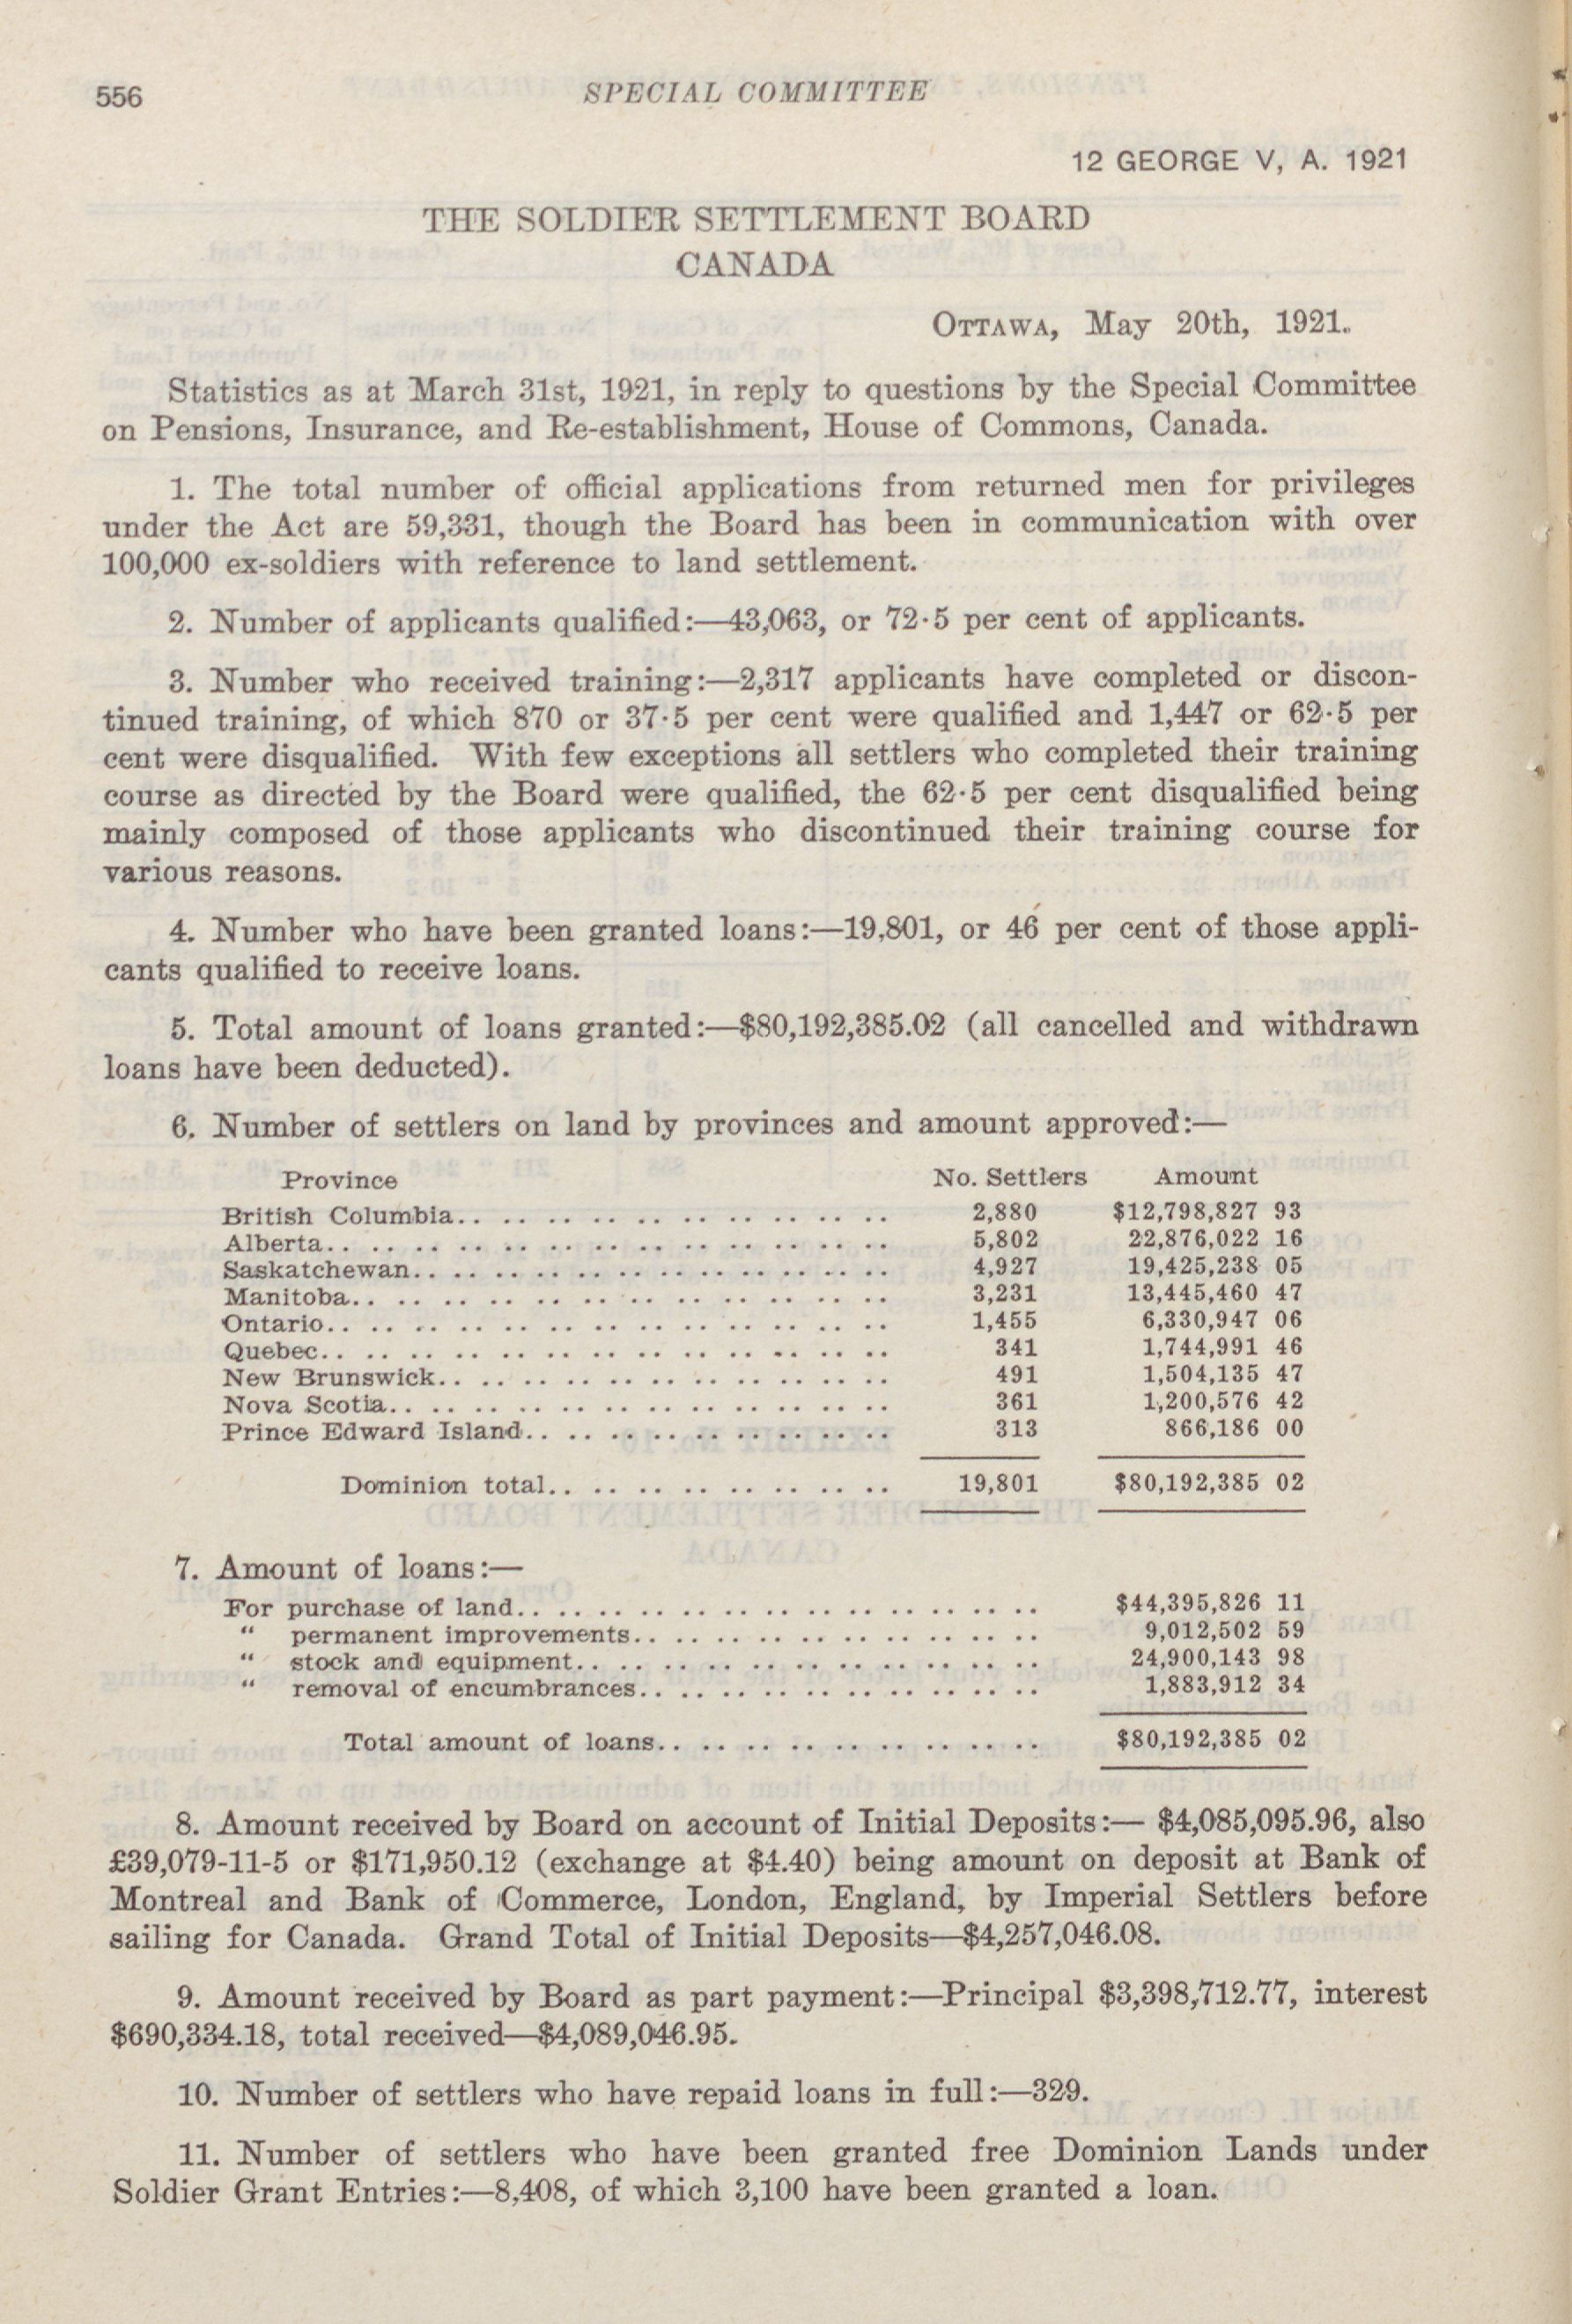 556
SPECIAL COMMITTEE
12 GEORGE V, A. 1921
THE SOLDIER SETTLEMENT BOARD
CANADA
OTTAWA, May 20th, 1921.
Statistics as at March 31st, 1921, in reply to questions by the Special Committee
on Pensions, Insurance, and Re-establishment, House of Commons, Canada.
1. The total number of official applications from returned men for privileges
under the Act are 59,331, though the Board has been in communication with over
100,000 ex-soldiers with reference to land settlement.
2. Number of applicants qualified:—43,063, or 72·5 per cent of applicants.
3. Number who received training:—2,317 applicants have completed or discon-
tinued training, of which 870 or 37·5 per cent were qualified and 1,447 or 62·5 per
cent were disqualified. With few exceptions all settlers who completed their training
course as directed by the Board were qualified, the 62·5 per cent disqualified being
mainly composed of those applicants who discontinued their training course for
various reasons.
4. Number who have been granted loans:—19,801, or 46 per cent of those appli-
cants qualified to receive loans.
5. Total amount of loans granted:—$80,192,385.02 (all cancelled and withdrawn
loans have been deducted).
6. Number of settlers on land by provinces and amount approved:—
Province No. Settlers Amount
British Columbia.. .. .. .. .. .. .. .. .. .. 2,880 $12,798,827 93
Alberta.. .. .. .. .. .. .. .. .. .. .. .. .. 5,802 22,876,022 16
Saskatchewan.. .. .. .. .. .. .. .. .. .. .. 4,927 19,425,238 05
Manitoba.. .. .. .. .. .. .. .. .. .. .. .. 3,231 13,445,460 47
Ontario.. .. .. .. .. .. .. .. .. .. .. .. .. 1,455 6,330,947 06
Quebec.. .. .. .. .. .. .. .. .. .. .. .. .. 341 1,744,991 46
New Brunswick.. .. .. .. .. .. .. .. .. .. 491 1,504,135 47
Nova Scotia.. .. .. .. .. .. .. .. .. .. .. 361 1,200,576 42
Prince Edward Island.. .. .. .. .. .. .. .. 313 866,186 00
Dominion total.. .. .. .. .. .. .. .. 19,801 $80,192,385 02
7. Amount of loans:—
For purchase of land.. .. .. .. .. .. .. .. .. .. .. .. $44,395,826 11
" permanent improvements.. .. .. .. .. .. .. .. .. 9,012,502 59
" stock and equipment.. .. .. .. .. .. .. .. .. .. 24,900,143 98
" removal of encumbrances.. .. .. .. .. .. .. .. .. 1,883,912 34
Total amount of loans.. .. .. .. .. .. .. .. .. $80,192,385 02
8. Amount received by Board on account of Initial Deposits:— $4,085,095.96, also
£39,079-11-5 or $171,950.12 (exchange at $4.40) being amount on deposit at Bank of
Montreal and Bank of Commerce, London, England, by Imperial Settlers before
sailing for Canada. Grand Total of Initial Deposits—$4,257,046.08.
9. Amount received by Board as part payment:—Principal $3,398,712.77, interest
$690,334.18, total received—$4,089,046.95.
10. Number of settlers who have repaid loans in full:—329.
11. Number of settlers who have been granted free Dominion Lands under
Soldier Grant Entries:—8,408, of which 3,100 have been granted a loan.